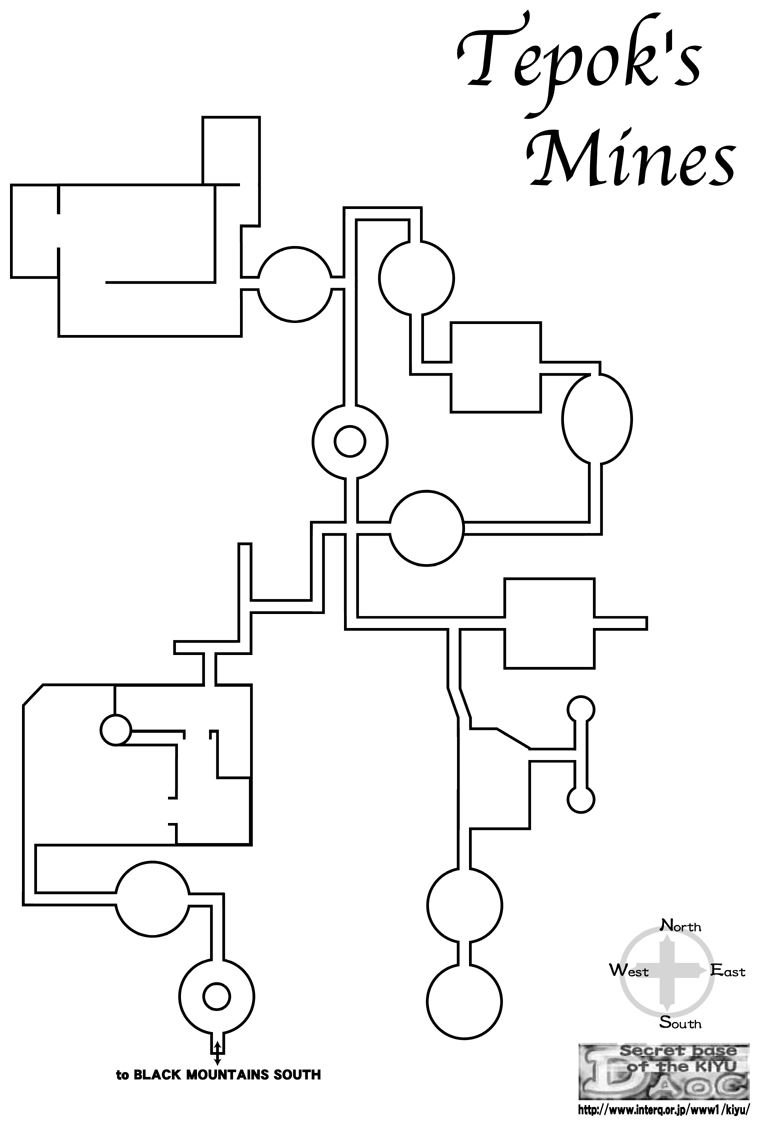 Tepok's
Mines
North
West
East
South
to BLACK MOUNTAINS SOUTH
Secret base
of the KIYU
DAOC
http://www.interq.or.jp/www1/kiyu/